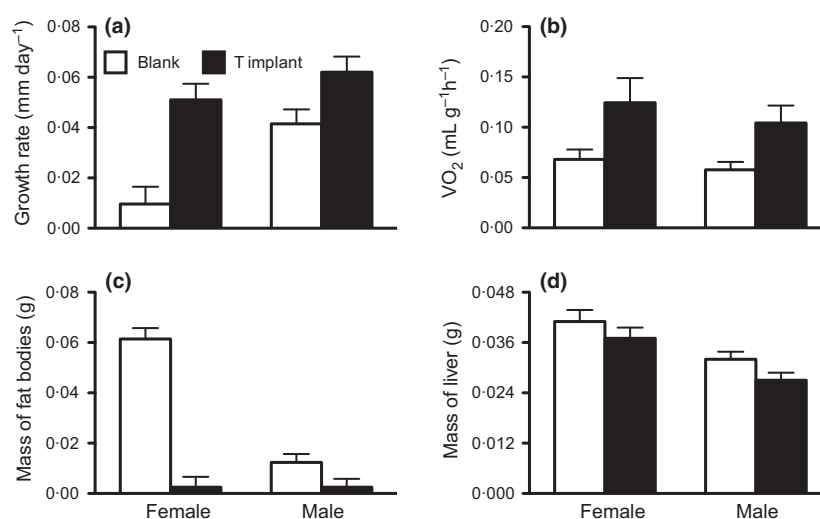 (a)
Growth rate (mm day⁻¹)
0·08
0·06
0·04
0·02
0·00
Blank
T implant
(b)
VO₂ (mL g⁻¹h⁻¹)
0·20
0·15
0·10
0·05
0·00
(c)
Mass of fat bodies (g)
0·08
0·06
0·04
0·02
0·00
Female
Male
(d)
Mass of liver (g)
0·048
0·036
0·024
0·012
0·000
Female
Male